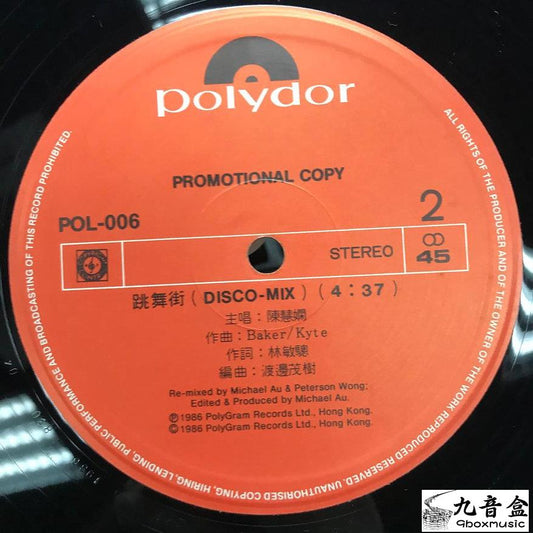 polydor
PROMOTIONAL COPY
POL-006
2
STEREO
45
跳舞街(DISCO-MIX)(4:37)
主唱:陳慧嫻
作曲:Baker/Kyte
作詞:林敏驄
編曲:渡邊茂樹
Re-mixed by Michael Au & Peterson Wong;
Edited & Produced by Michael Au.
Ⓟ1986 PolyGram Records Ltd., Hong Kong.
©1986 PolyGram Records Ltd., Hong Kong.
ALL RIGHTS OF THE PRODUCER AND OF THE OWNER OF THE WORK REPRODUCED RESERVED. UNAUTHORISED COPYING, HIRING, LENDING, PUBLIC PERFORMANCE AND BROADCASTING OF THIS RECORD PROHIBITED.
九音盒
9boxmusic